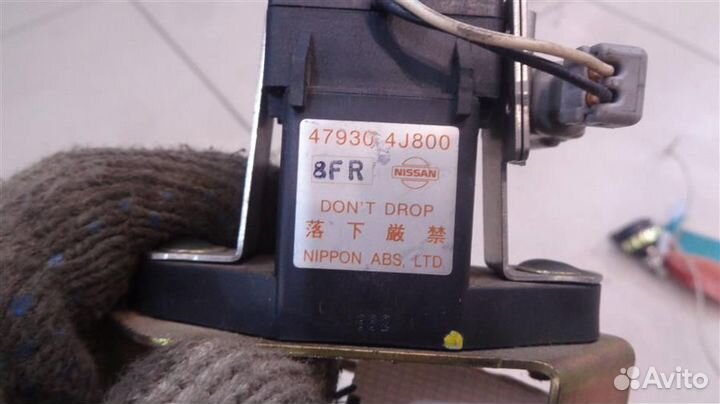 47930 4J800
8FR NISSAN
DON'T DROP
落下厳禁
NIPPON ABS, LTD
Avito